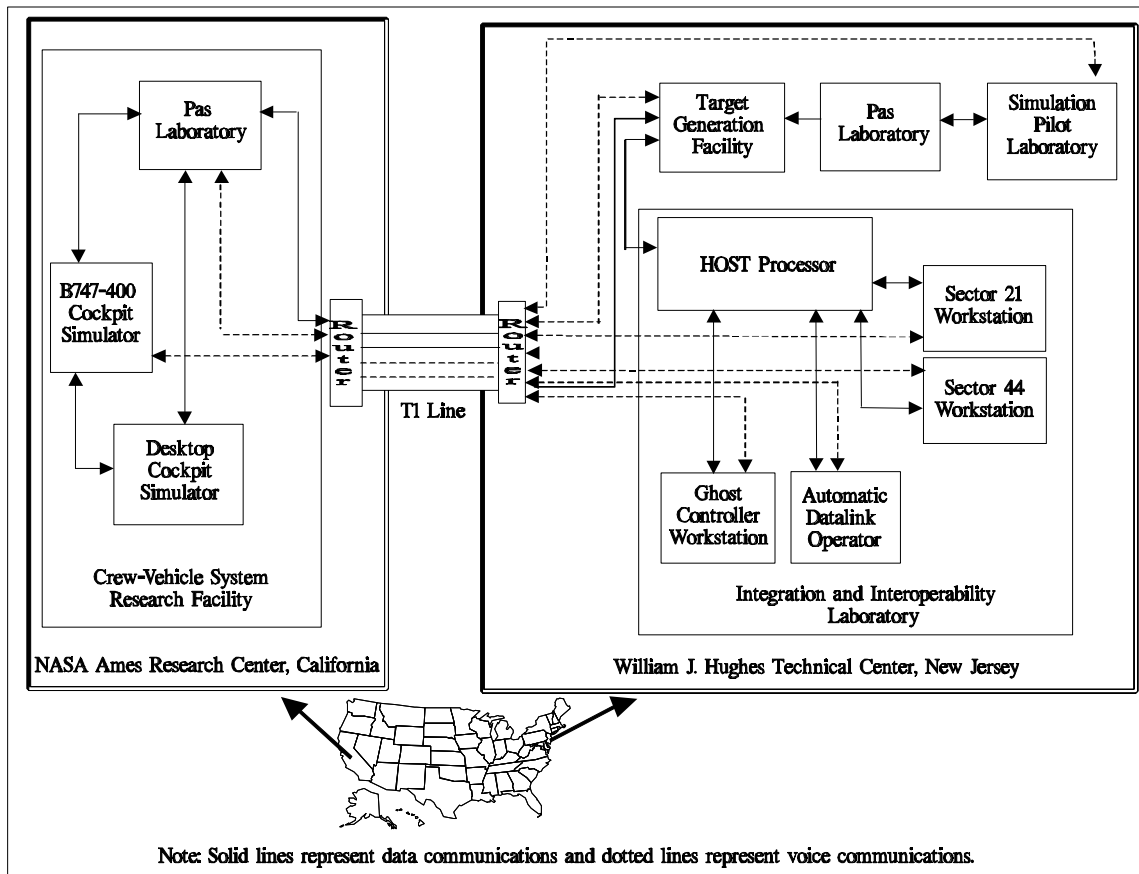 Pas
Laboratory
B747-400
Cockpit
Simulator
Desktop
Cockpit
Simulator
Crew-Vehicle System
Research Facility
NASA Ames Research Center, California
Router
T1 Line
Router
Target
Generation
Facility
Pas
Laboratory
Simulation
Pilot
Laboratory
HOST Processor
Sector 21
Workstation
Sector 44
Workstation
Ghost
Controller
Workstation
Automatic
Datalink
Operator
Integration and Interoperability
Laboratory
William J. Hughes Technical Center, New Jersey
Note: Solid lines represent data communications and dotted lines represent voice communications.